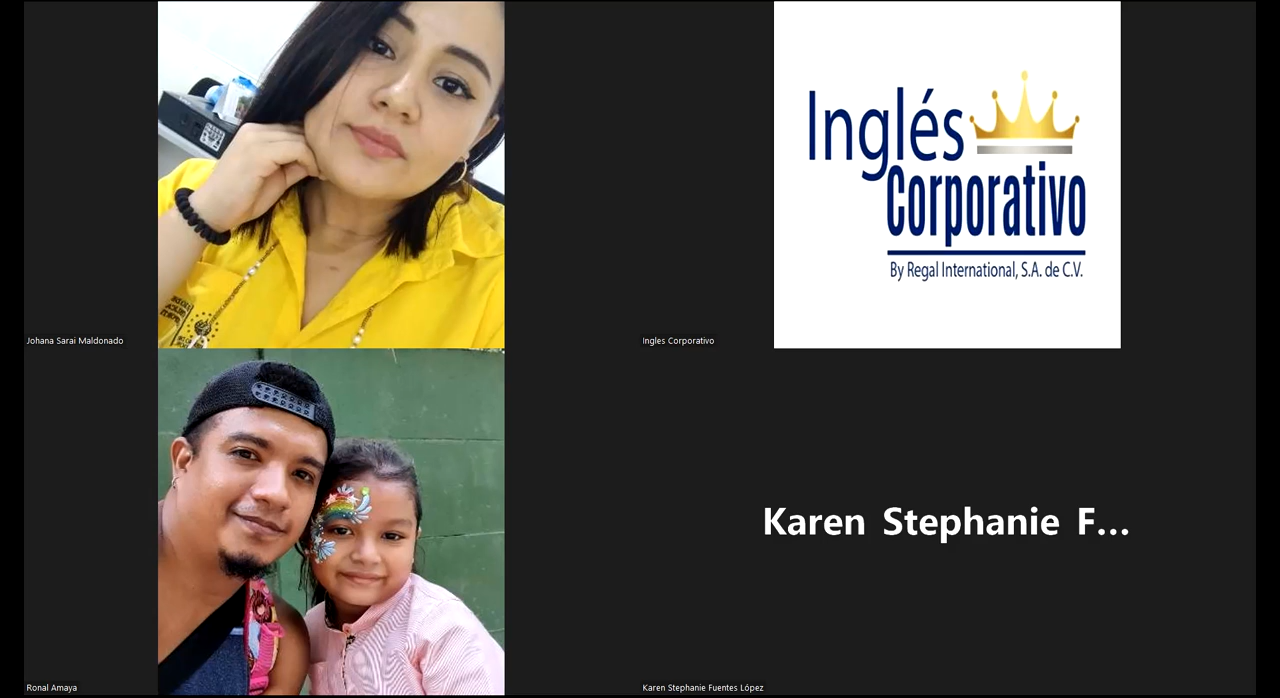 Inglés
Corporativo
By Regal International, S.A. de C.V.
Johana Sarai Maldonado
Ingles Corporativo
Karen Stephanie F...
Ronal Amaya
Karen Stephanie Fuentes López